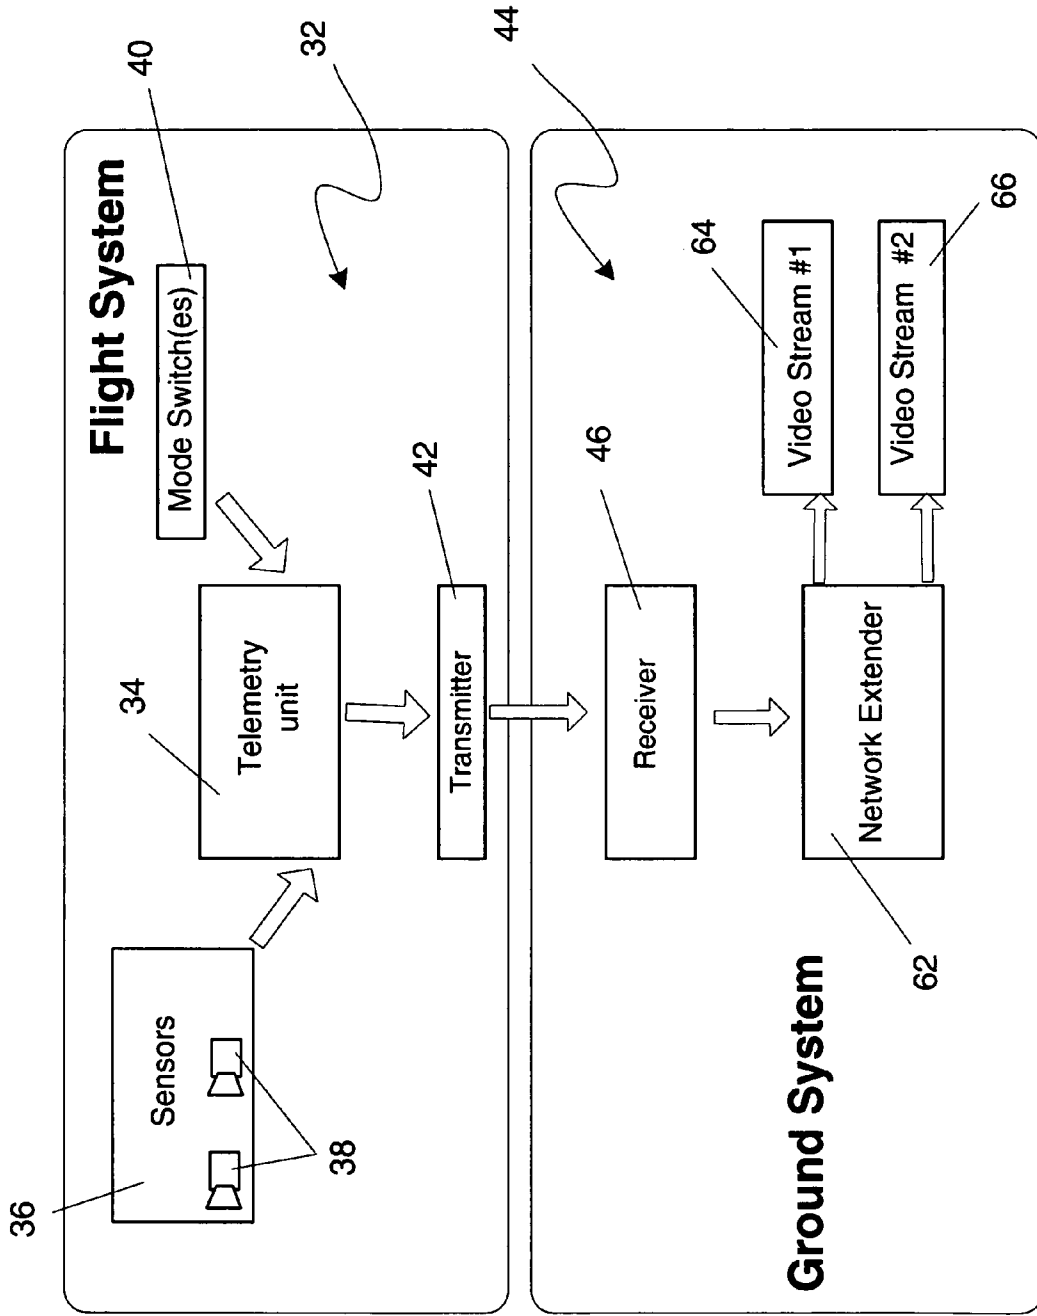 Flight System
36
Sensors
38
34
Telemetry
unit
Mode Switch(es)
40
Transmitter
42
32
Ground System
44
Receiver
46
Network Extender
62
Video Stream #1
64
Video Stream #2
66